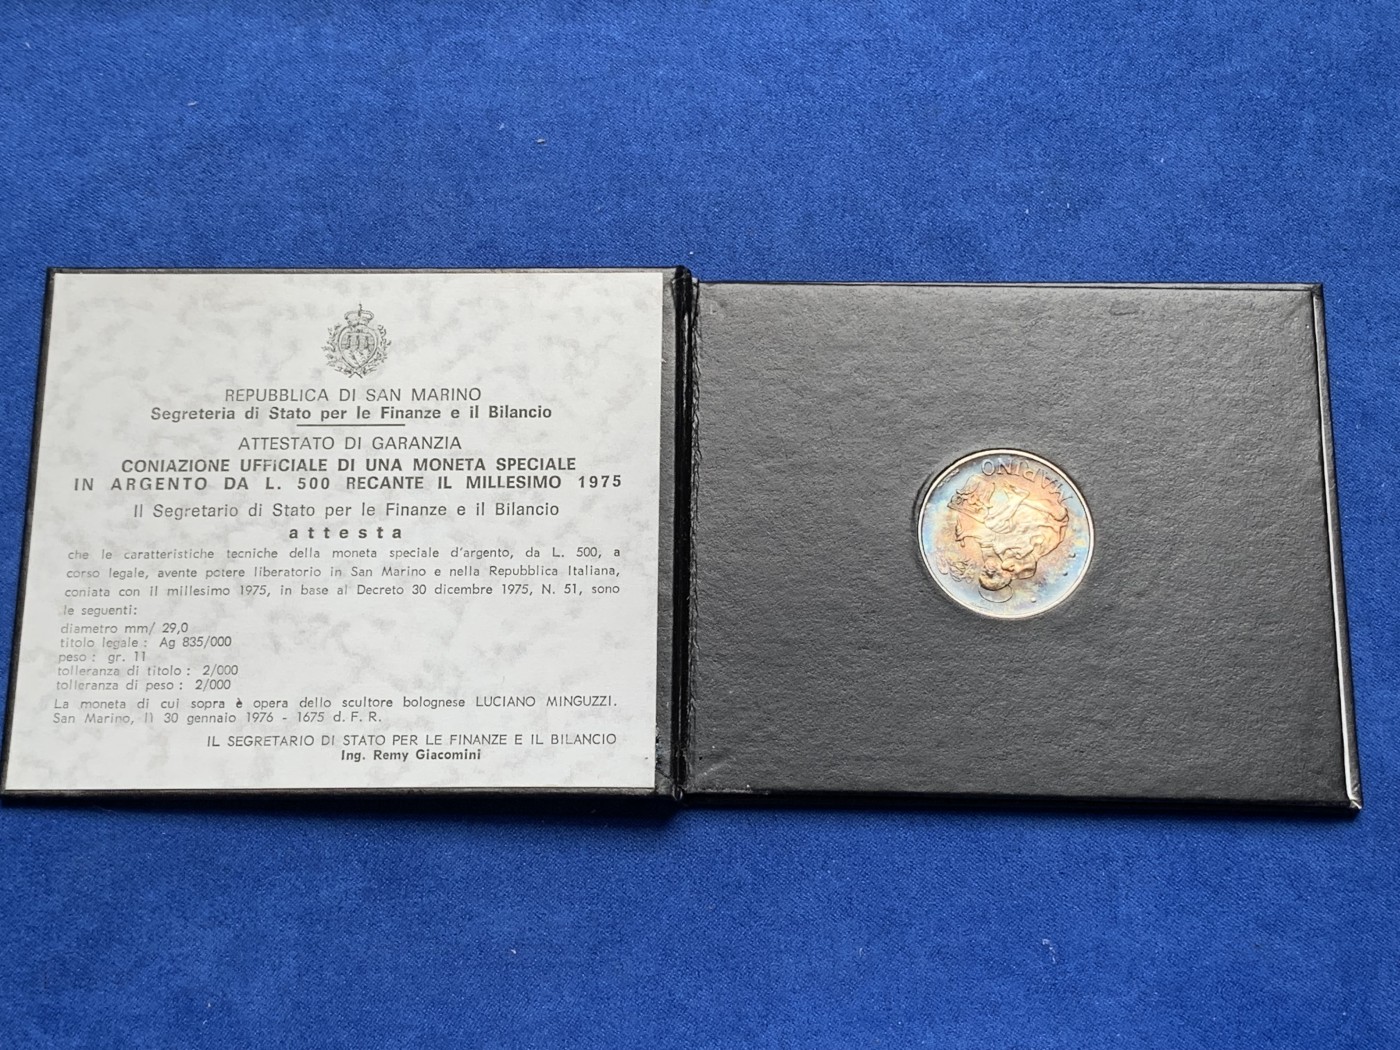 REPUBBLICA DI SAN MARINO
Segreteria di Stato per le Finanze e il Bilancio
ATTESTATO DI GARANZIA
CONIAZIONE UFFiCIALE DI UNA MONETA SPECIALE
IN ARGENTO DA L. 500 RECANTE IL MILLESIMO 1975
Il Segretario di Stato per le Finanze e il Bilancio
attesta
che le caratteristiche tecniche della moneta speciale d'argento, da L. 500, a
corso legale, avente potere liberatorio in San Marino e nella Repubblica Italiana,
coniata con il millesimo 1975, in base al Decreto 30 dicembre 1975, N. 51, sono
le seguenti:
diametro mm/ 29,0
titolo legale : Ag 835/000
peso : gr. 11
tolleranza di titolo : 2/000
tolleranza di peso : 2/000
La moneta di cui sopra è opera dello scultore bolognese LUCIANO MINGUZZI.
San Marino, lì 30 gennaio 1976 - 1675 d. F. R.
IL SEGRETARIO DI STATO PER LE FINANZE E IL BILANCIO
Ing. Remy Giacomini
MARINO